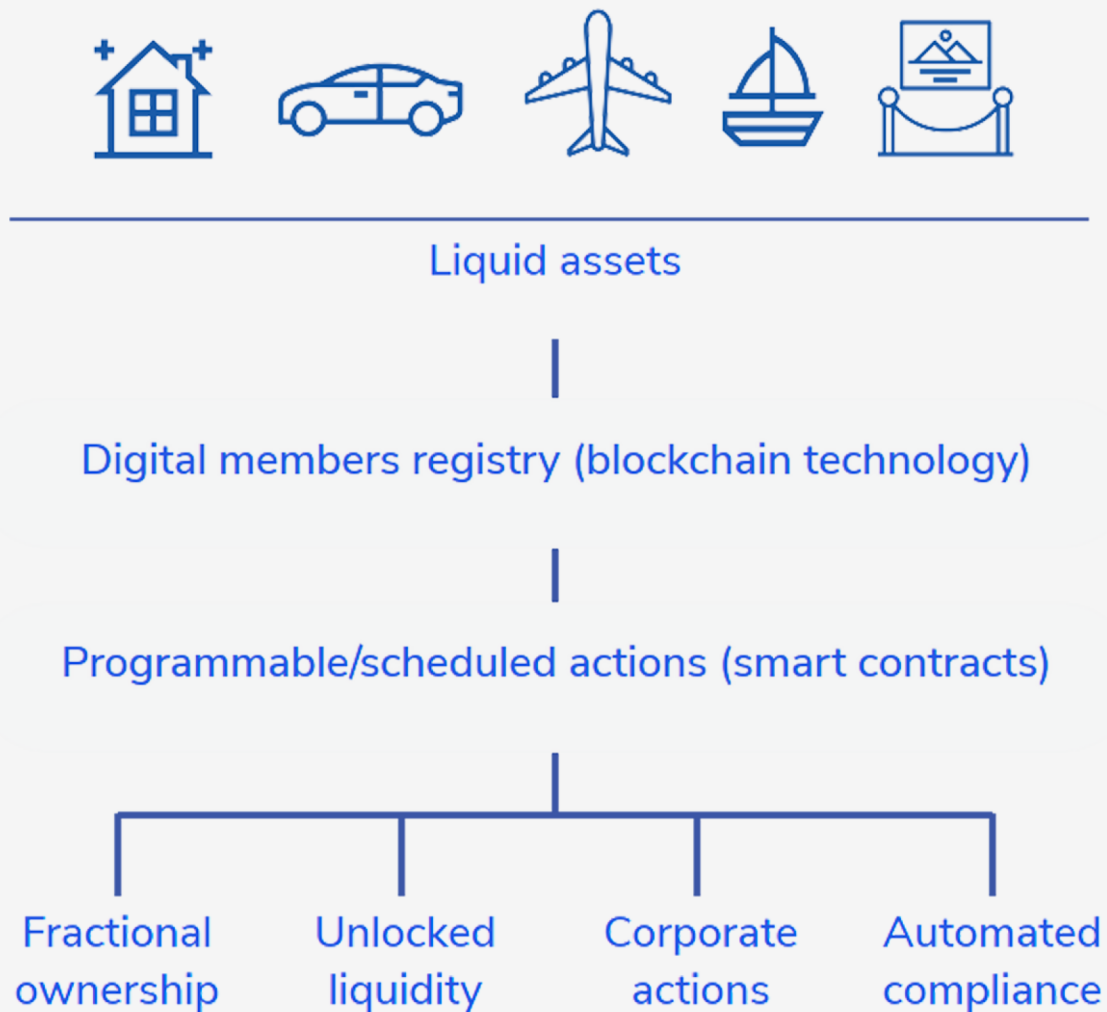 Liquid assets
Digital members registry (blockchain technology)
Programmable/scheduled actions (smart contracts)
Fractional
ownership
Unlocked
liquidity
Corporate
actions
Automated
compliance